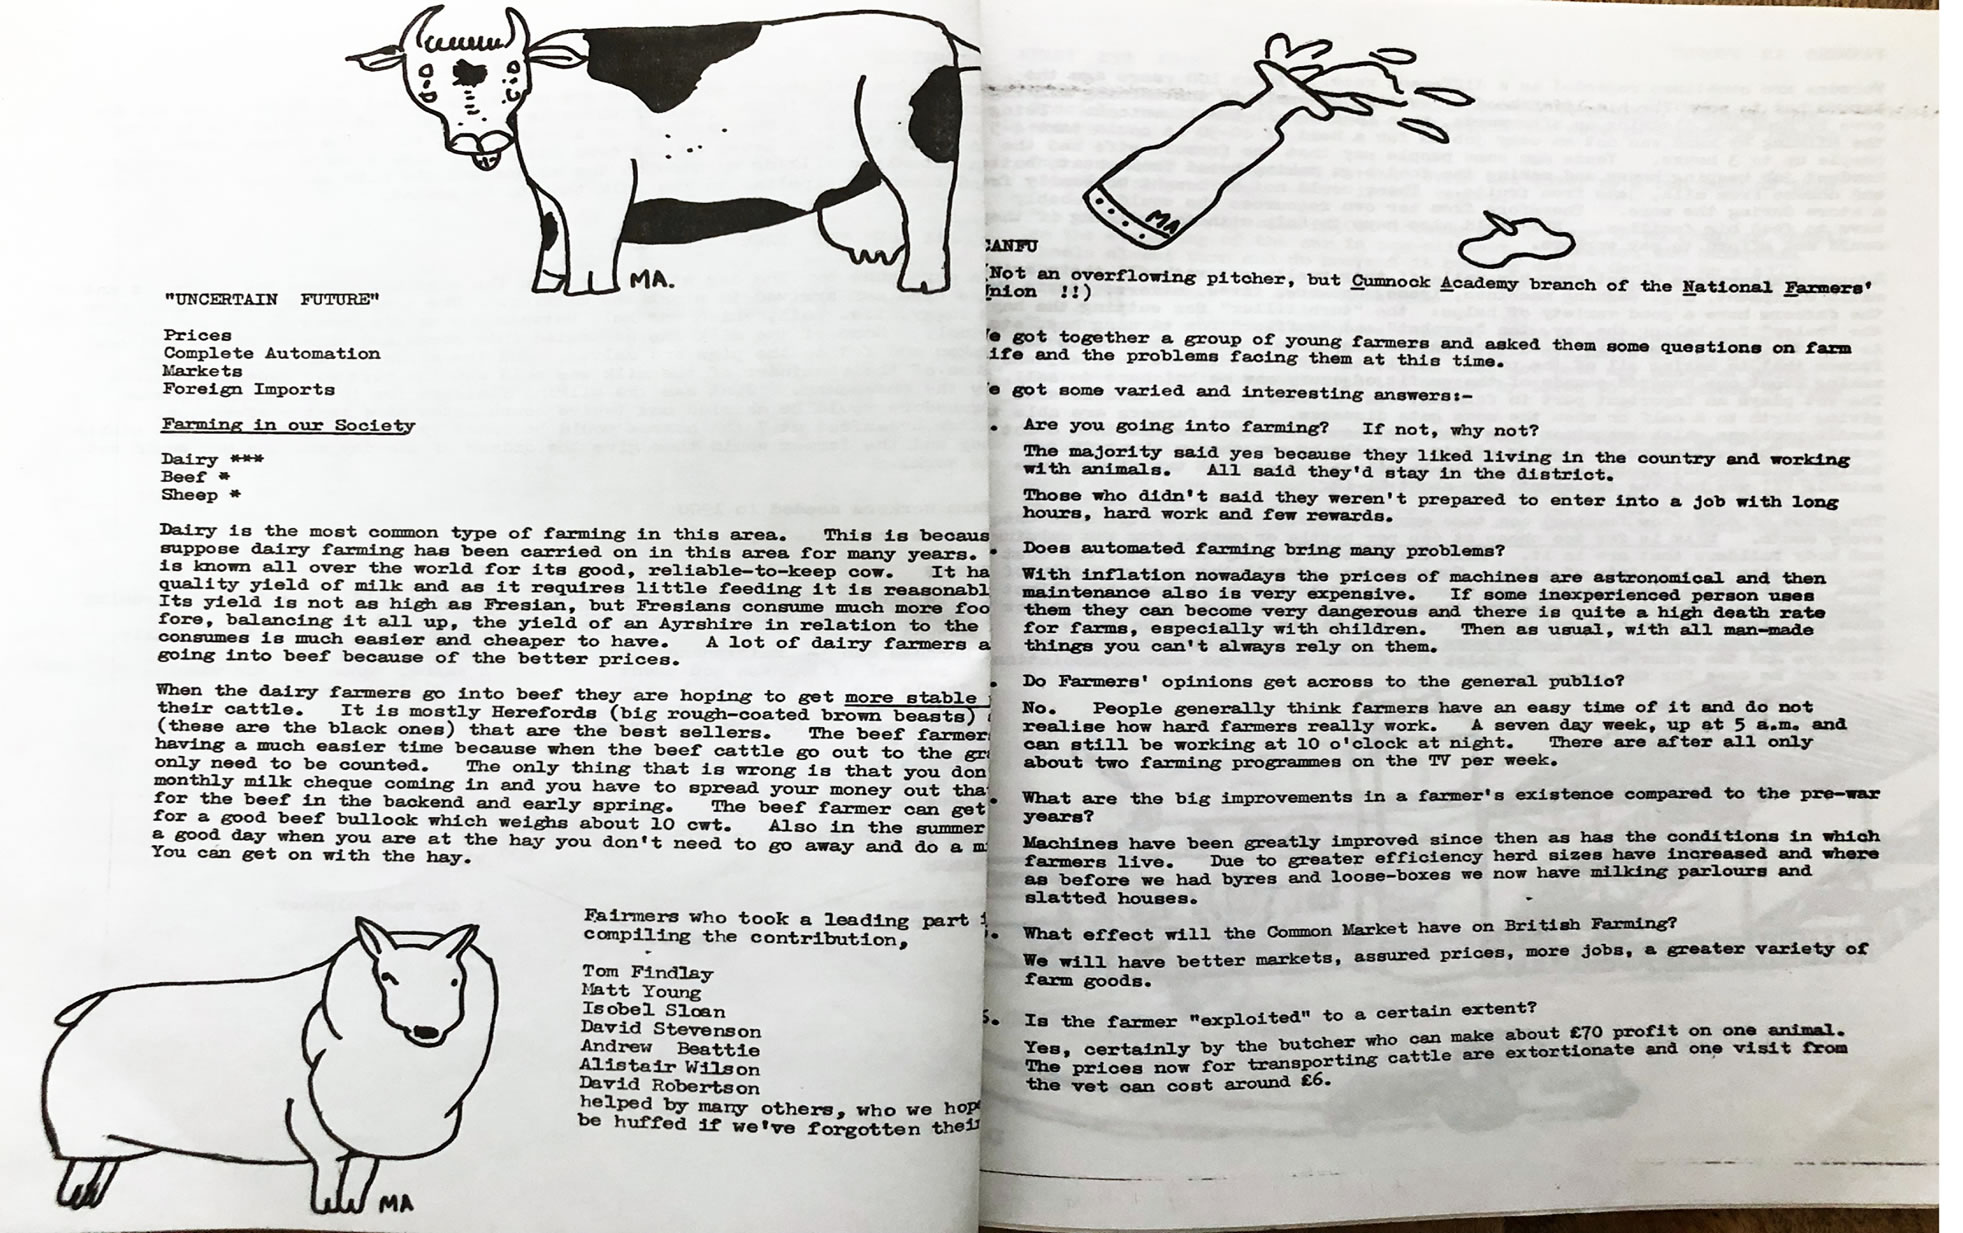 MA.
"UNCERTAIN FUTURE"
Prices
Complete Automation
Markets
Foreign Imports
Farming in our Society
Dairy ***
Beef *
Sheep *
Dairy is the most common type of farming in this area. This is becaus
suppose dairy farming has been carried on in this area for many years.
is known all over the world for its good, reliable-to-keep cow. It ha
quality yield of milk and as it requires little feeding it is reasonabl
Its yield is not as high as Fresian, but Fresians consume much more foo
fore, balancing it all up, the yield of an Ayrshire in relation to the
consumes is much easier and cheaper to have. A lot of dairy farmers a
going into beef because of the better prices.
When the dairy farmers go into beef they are hoping to get more stable
their cattle. It is mostly Herefords (big rough-coated brown beasts)
(these are the black ones) that are the best sellers. The beef farmer
having a much easier time because when the beef cattle go out to the gr
only need to be counted. The only thing that is wrong is that you don
monthly milk cheque coming in and you have to spread your money out tha
for the beef in the backend and early spring. The beef farmer can get
for a good beef bullock which weighs about 10 cwt. Also in the summer
a good day when you are at the hay you don't need to go away and do a m
You can get on with the hay.
Fairmers who took a leading part i
compiling the contribution,
Tom Findlay
Matt Young
Isobel Sloan
David Stevenson
Andrew Beattie
Alistair Wilson
David Robertson
helped by many others, who we hop
be huffed if we've forgotten their
MA
MA
CANFU
(Not an overflowing pitcher, but Cumnock Academy branch of the National Farmers'
Union !!)
e got together a group of young farmers and asked them some questions on farm
ife and the problems facing them at this time.
e got some varied and interesting answers:-
. Are you going into farming? If not, why not?
The majority said yes because they liked living in the country and working
with animals. All said they'd stay in the district.
Those who didn't said they weren't prepared to enter into a job with long
hours, hard work and few rewards.
. Does automated farming bring many problems?
With inflation nowadays the prices of machines are astronomical and then
maintenance also is very expensive. If some inexperienced person uses
them they can become very dangerous and there is quite a high death rate
for farms, especially with children. Then as usual, with all man-made
things you can't always rely on them.
. Do Farmers' opinions get across to the general public?
No. People generally think farmers have an easy time of it and do not
realise how hard farmers really work. A seven day week, up at 5 a.m. and
can still be working at 10 o'clock at night. There are after all only
about two farming programmes on the TV per week.
. What are the big improvements in a farmer's existence compared to the pre-war
years?
Machines have been greatly improved since then as has the conditions in which
farmers live. Due to greater efficiency herd sizes have increased and where
as before we had byres and loose-boxes we now have milking parlours and
slatted houses.
. What effect will the Common Market have on British Farming?
We will have better markets, assured prices, more jobs, a greater variety of
farm goods.
6. Is the farmer "exploited" to a certain extent?
Yes, certainly by the butcher who can make about £70 profit on one animal.
The prices now for transporting cattle are extortionate and one visit from
the vet can cost around £6.